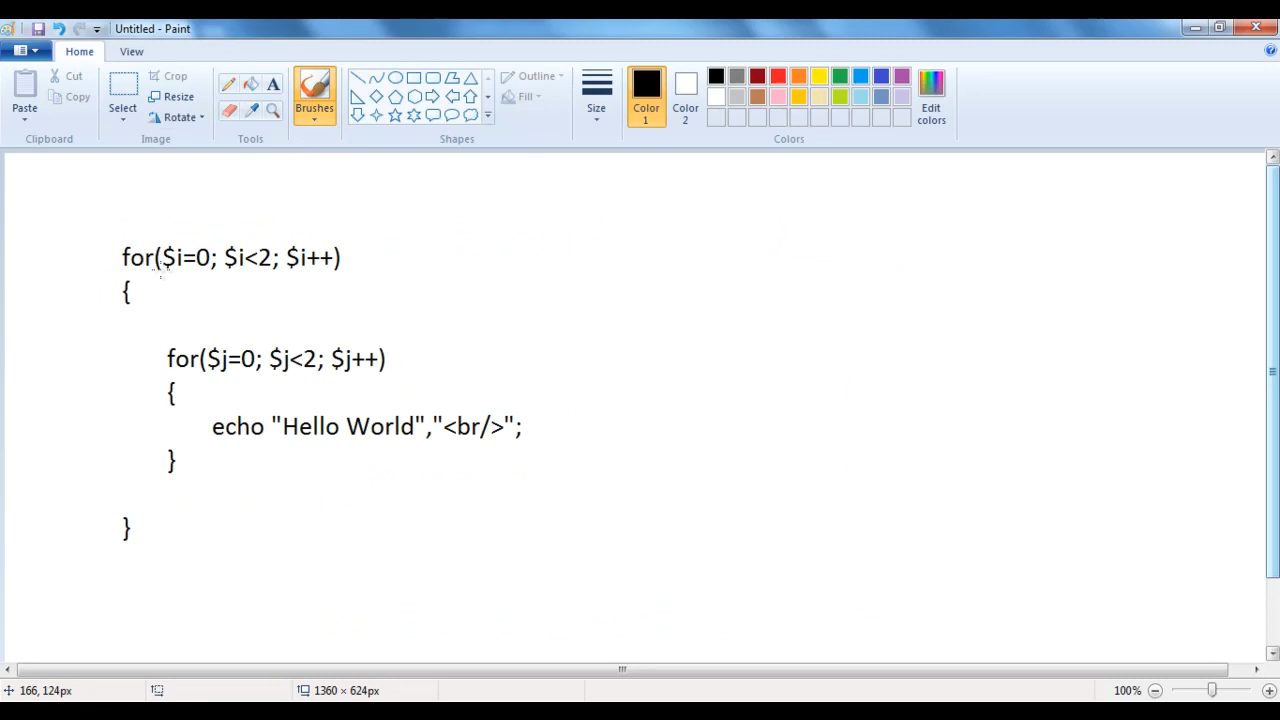 Untitled - Paint
Home
View
Paste
Cut
Copy
Clipboard
Select
Crop
Resize
Rotate
Image
A
Tools
Brushes
Outline
Fill
Shapes
Size
Color 1
Color 2
Edit colors
Colors
for($i=0; $i<2; $i++)
{
for($j=0; $j<2; $j++)
{
echo "Hello World","<br/>";
}
}
166, 124px
1360 × 624px
100%